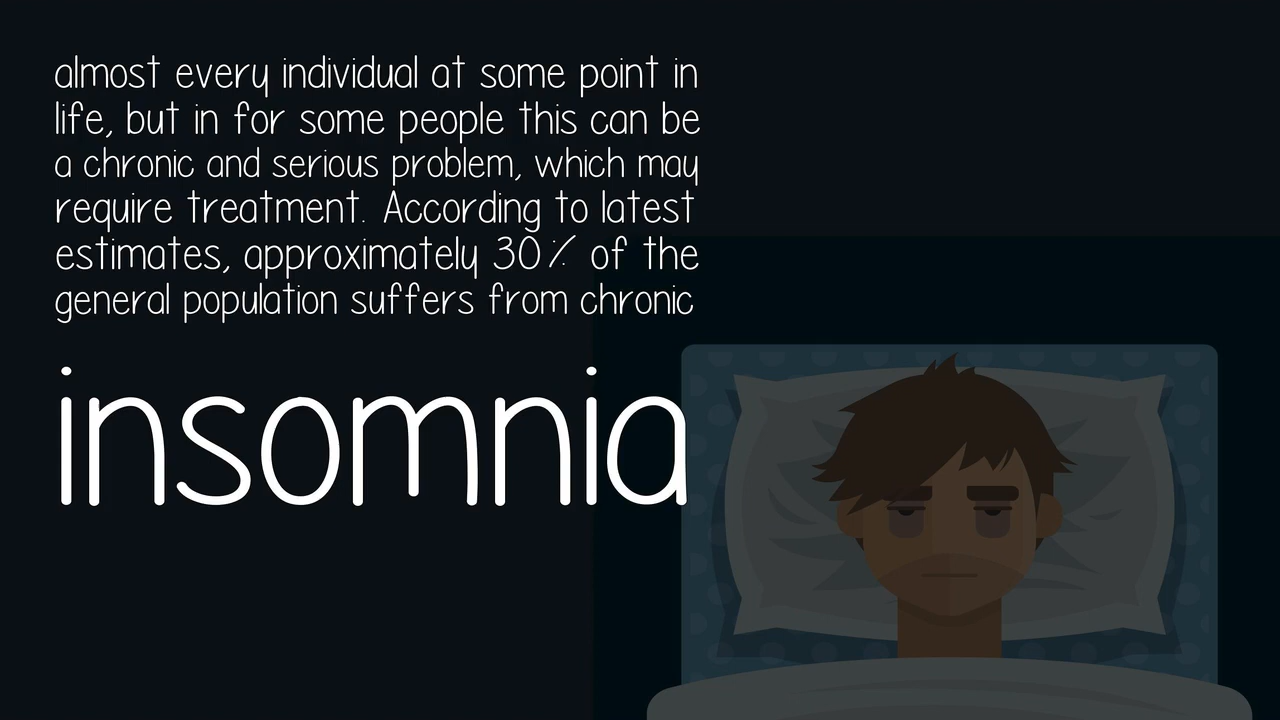 almost every individual at some point in
life, but in for some people this can be
a chronic and serious problem, which may
require treatment. According to latest
estimates, approximately 30% of the
general population suffers from chronic
insomnia